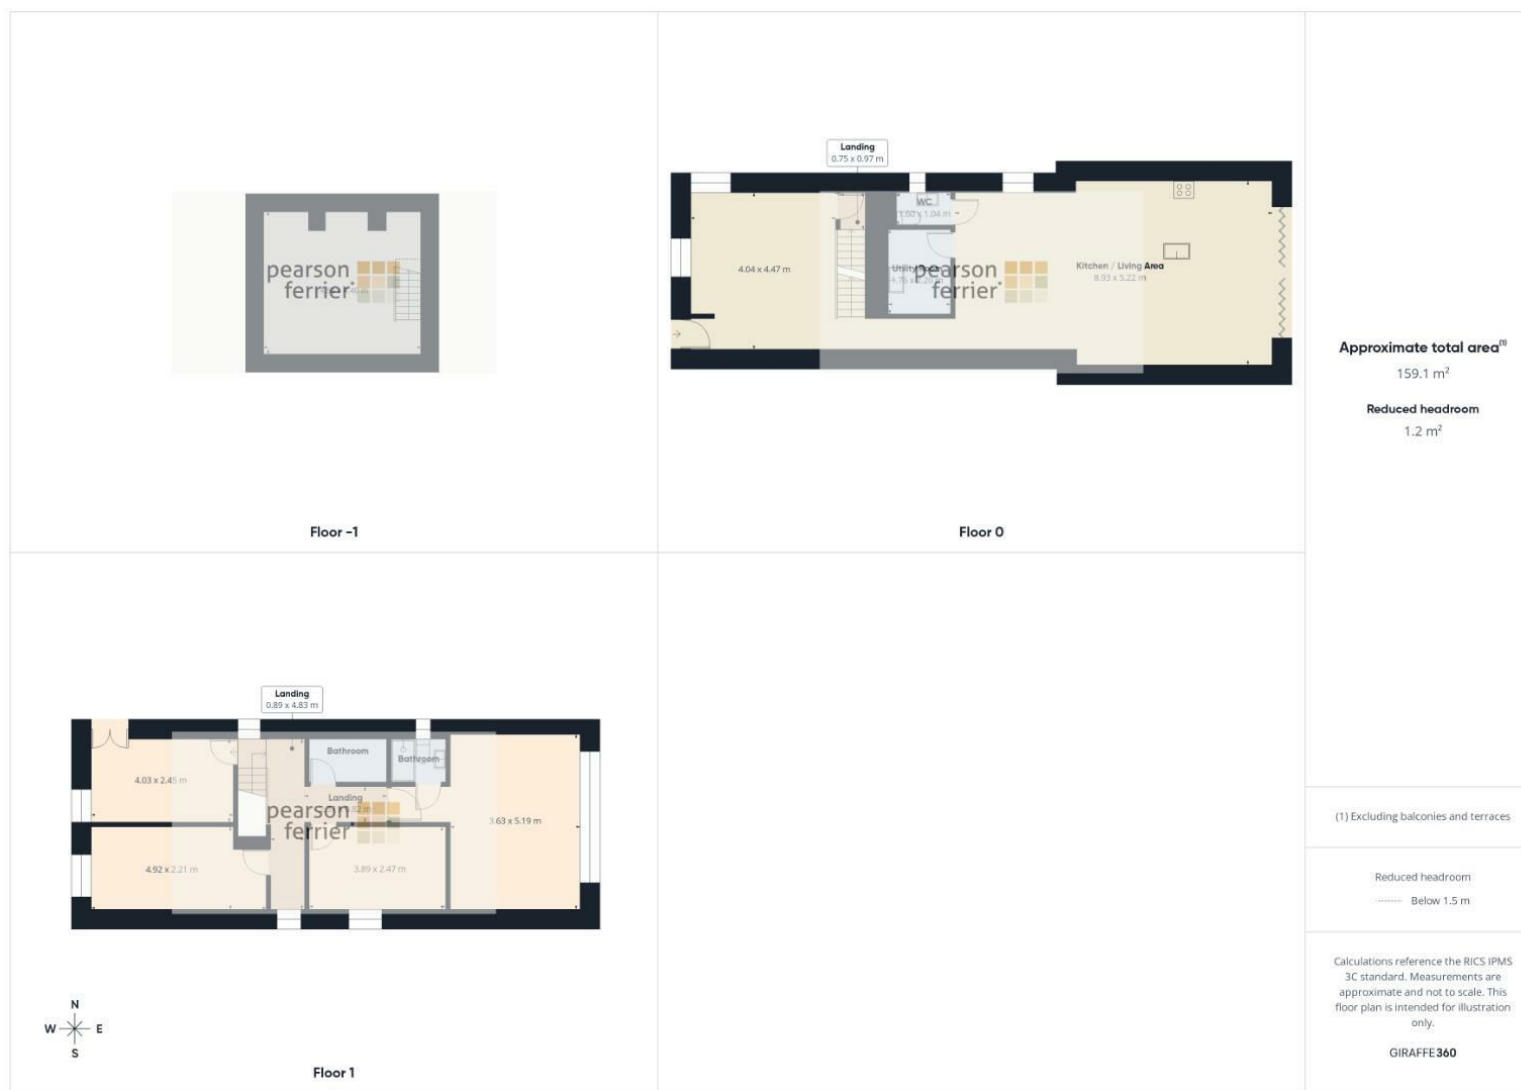 pearson
ferrier.
Floor -1
Landing
0.75 x 0.97 m
WC
1.04 m
4.04 x 4.47 m
Kitchen / Living Area
8.93 x 5.22 m
pearson
ferrier.
Floor 0
Approximate total area(1)
159.1 m²
Reduced headroom
1.2 m²
Landing
0.89 x 4.83 m
Bathroom
Bathroom
4.03 x 2.45 m
Landing
pearson
ferrier.
3.63 x 5.19 m
4.92 x 2.21 m
3.89 x 2.47 m
N
W E
S
Floor 1
(1) Excluding balconies and terraces
Reduced headroom
Below 1.5 m
Calculations reference the RICS IPMS
3C standard. Measurements are
approximate and not to scale. This
floor plan is intended for illustration
only.
GIRAFFE360